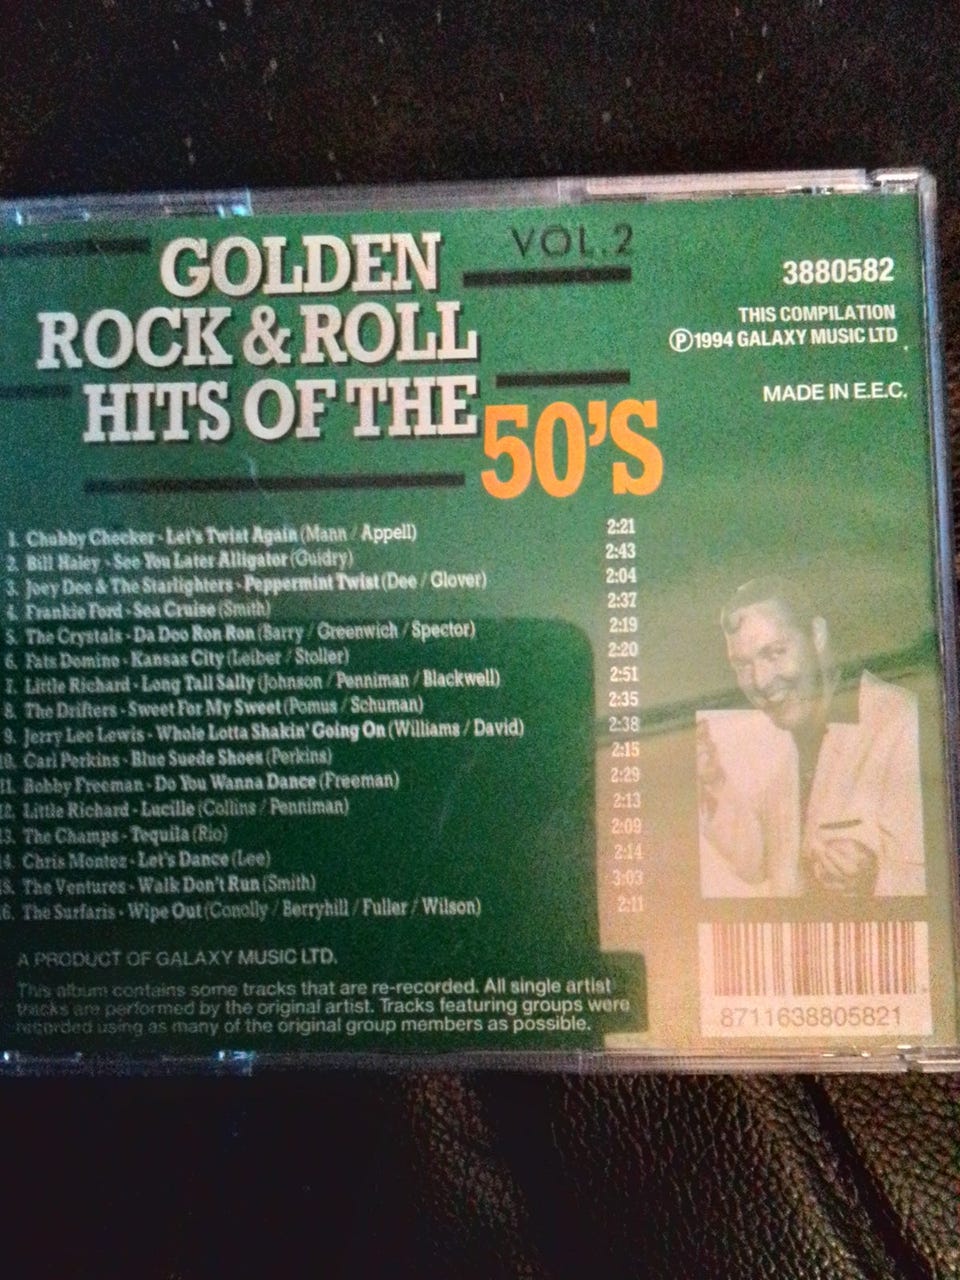 GOLDEN VOL.2
ROCK & ROLL
HITS OF THE 50'S
3880582
THIS COMPILATION
Ⓟ1994 GALAXY MUSIC LTD
MADE IN E.E.C.
1. Chubby Checker - Let's Twist Again (Mann / Appell) 2:21
2. Bill Haley - See You Later Alligator (Guidry) 2:43
3. Joey Dee & The Starlighters - Peppermint Twist (Dee / Glover) 2:04
4. Frankie Ford - Sea Cruise (Smith) 2:37
5. The Crystals - Da Doo Ron Ron (Barry / Greenwich / Spector) 2:19
6. Fats Domino - Kansas City (Leiber / Stoller) 2:20
7. Little Richard - Long Tall Sally (Johnson / Penniman / Blackwell) 2:51
8. The Drifters - Sweet For My Sweet (Pomus / Schuman) 2:35
9. Jerry Lee Lewis - Whole Lotta Shakin' Going On (Williams / David) 2:38
10. Carl Perkins - Blue Suede Shoes (Perkins) 2:15
11. Bobby Freeman - Do You Wanna Dance (Freeman) 2:29
12. Little Richard - Lucille (Collins / Penniman) 2:13
13. The Champs - Tequila (Rio) 2:09
14. Chris Montez - Let's Dance (Lee) 2:14
15. The Ventures - Walk Don't Run (Smith) 3:03
16. The Surfaris - Wipe Out (Conolly / Berryhill / Fuller / Wilson) 2:11
A PRODUCT OF GALAXY MUSIC LTD.
This album contains some tracks that are re-recorded. All single artist
tracks are performed by the original artist. Tracks featuring groups were
recorded using as many of the original group members as possible.
8711638805821